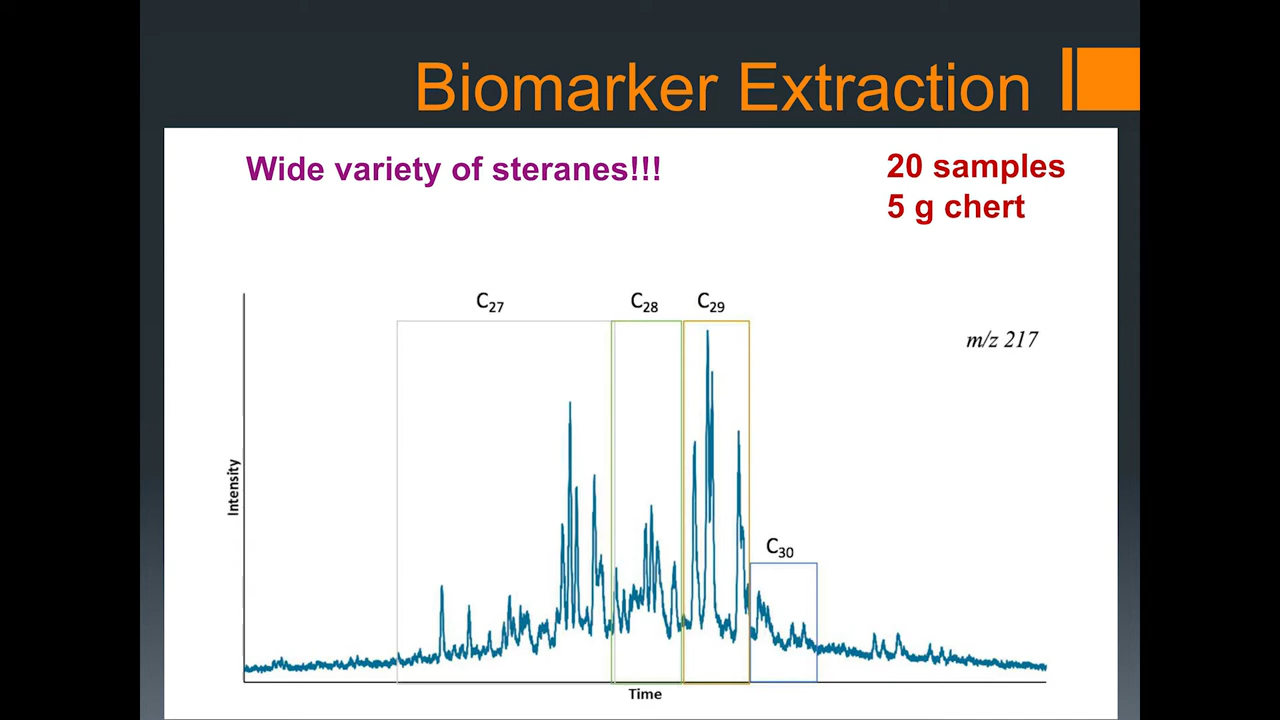 Biomarker Extraction
Wide variety of steranes!!!
20 samples
5 g chert
C₂₇
C₂₈
C₂₉
m/z 217
C₃₀
Intensity
Time